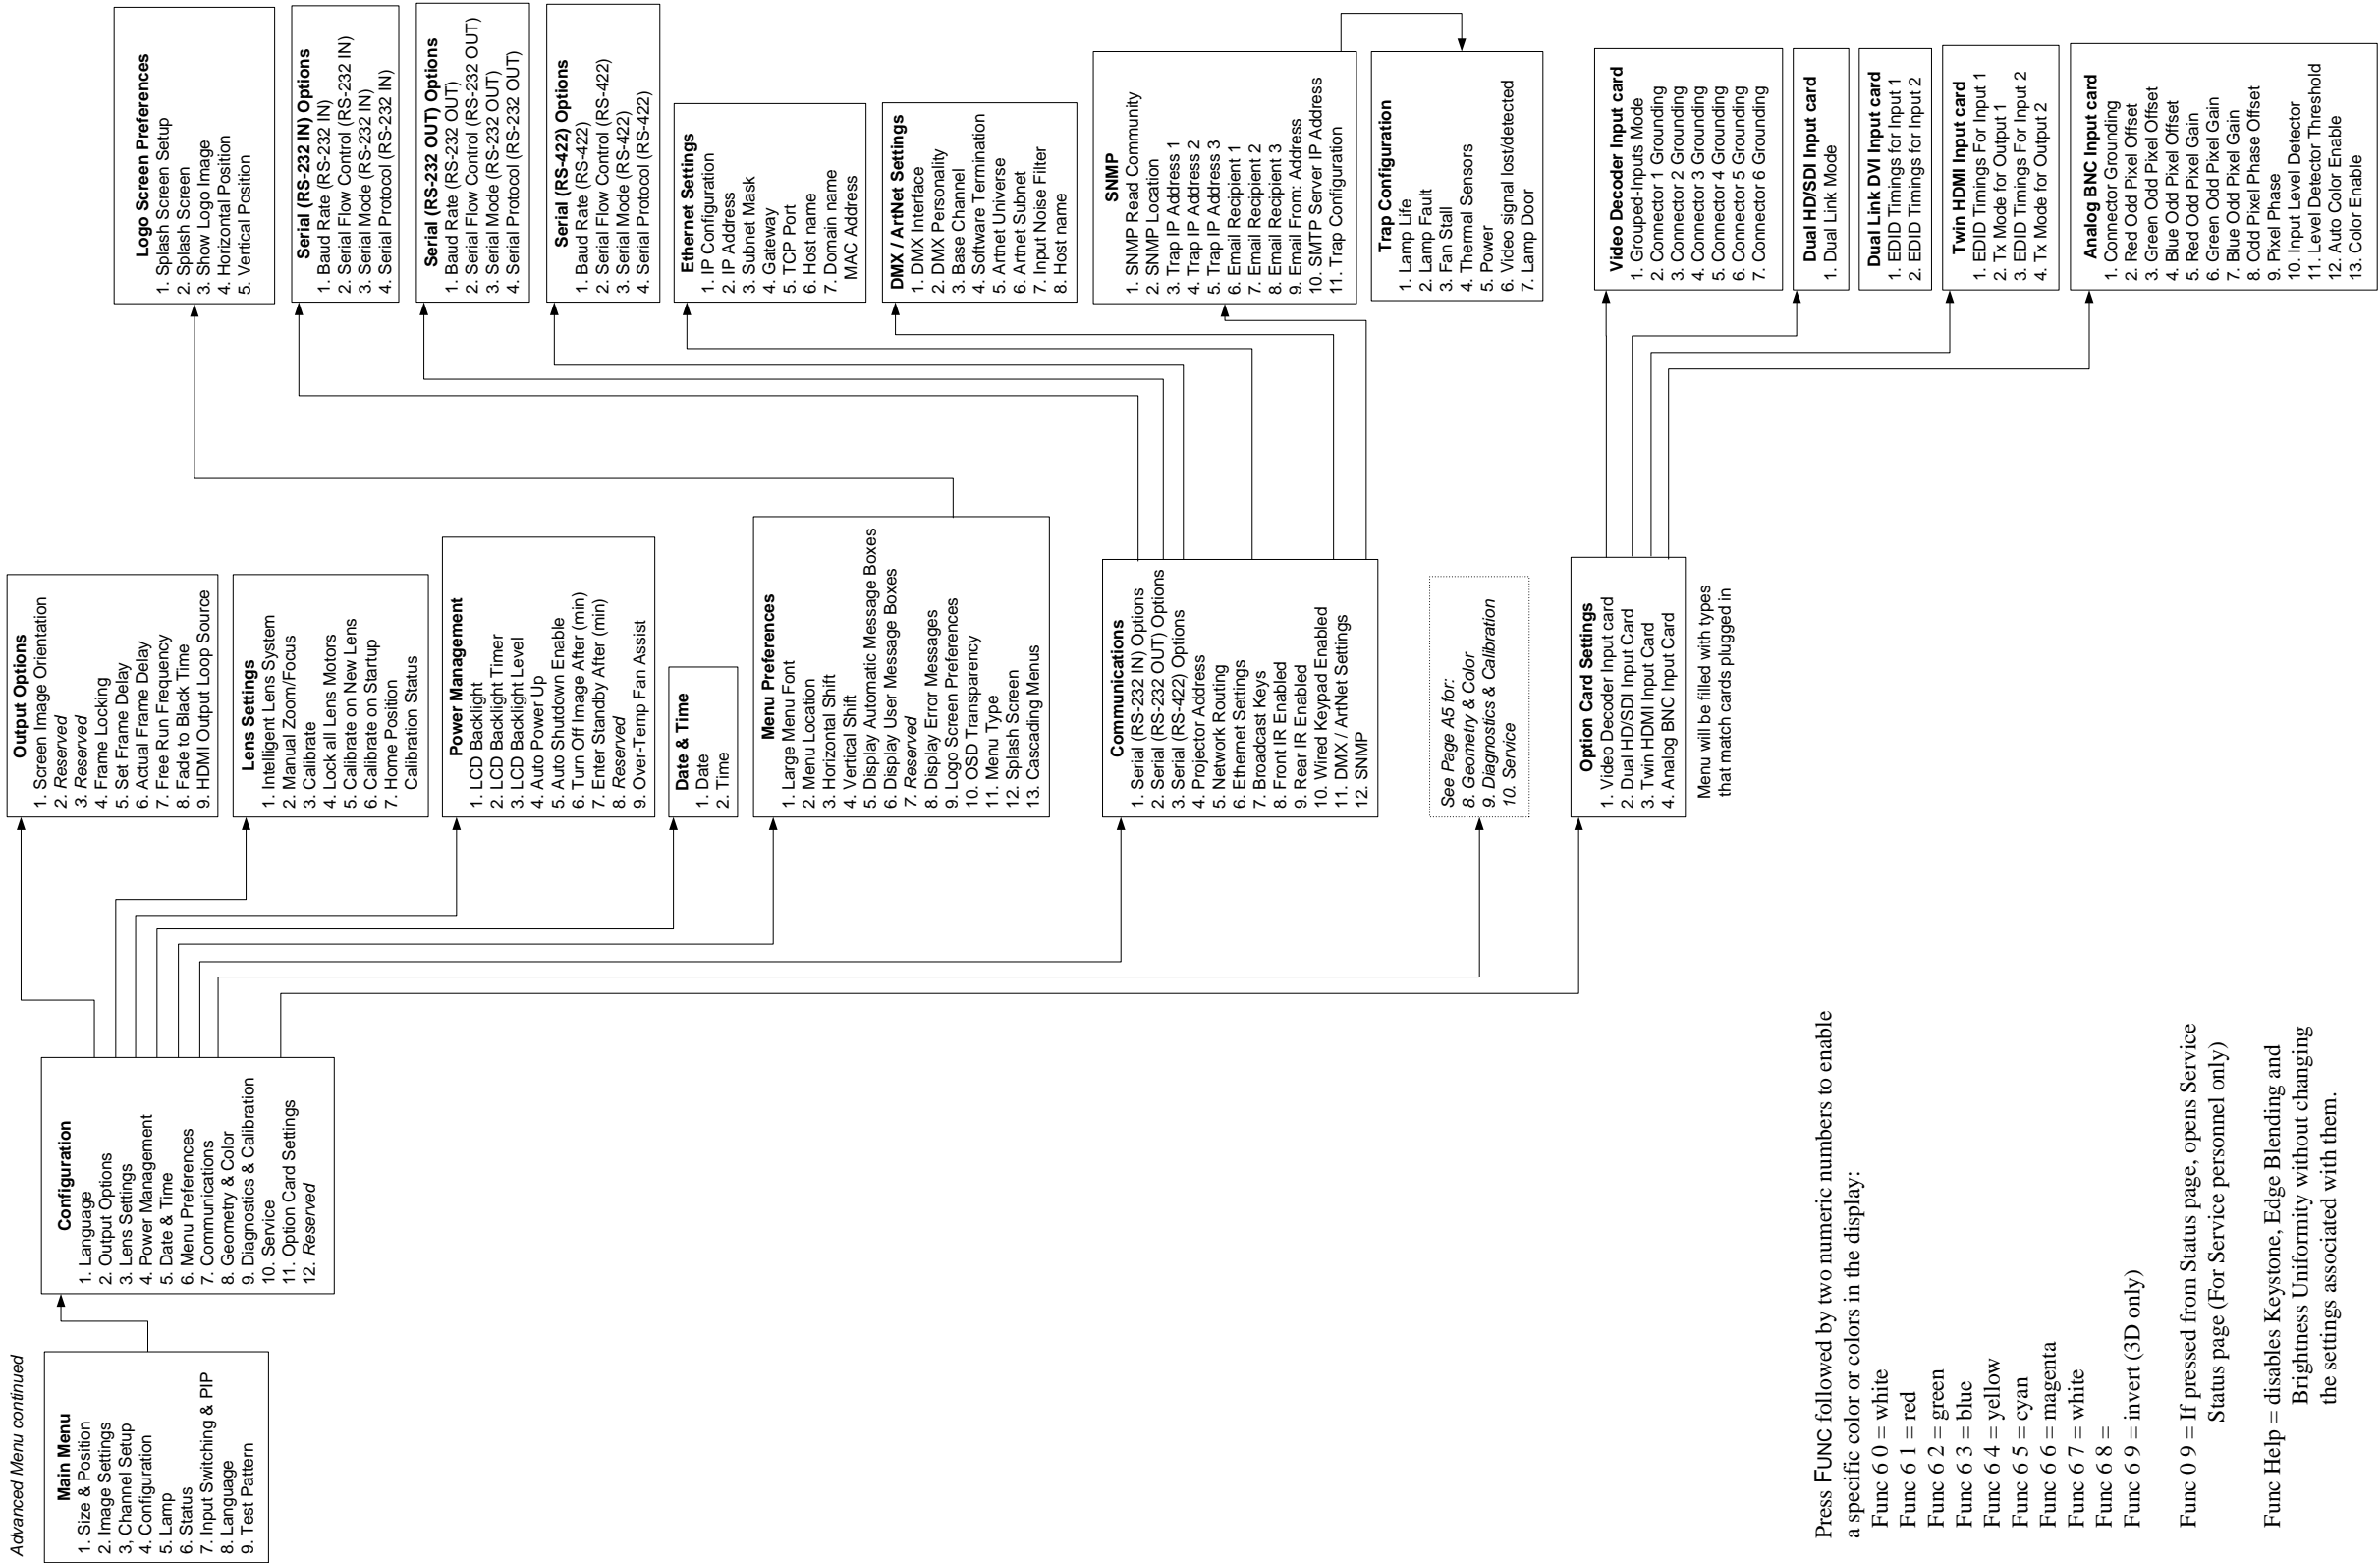 Advanced Menu continued
Main Menu
1. Size & Position
2. Image Settings
3, Channel Setup
4. Configuration
5. Lamp
6. Status
7. Input Switching & PIP
8. Language
9. Test Pattern
Configuration
1. Language
2. Output Options
3. Lens Settings
4. Power Management
5. Date & Time
6. Menu Preferences
7. Communications
8. Geometry & Color
9. Diagnostics & Calibration
10. Service
11. Option Card Settings
12. Reserved
Output Options
1. Screen Image Orientation
2. Reserved
3. Reserved
4. Frame Locking
5. Set Frame Delay
6. Actual Frame Delay
7. Free Run Frequency
8. Fade to Black Time
9. HDMI Output Loop Source
Lens Settings
1. Intelligent Lens System
2. Manual Zoom/Focus
3. Calibrate
4. Lock all Lens Motors
5. Calibrate on New Lens
6. Calibrate on Startup
7. Home Position
Calibration Status
Power Management
1. LCD Backlight
2. LCD Backlight Timer
3. LCD Backlight Level
4. Auto Power Up
5. Auto Shutdown Enable
6. Turn Off Image After (min)
7. Enter Standby After (min)
8. Reserved
9. Over-Temp Fan Assist
Date & Time
1. Date
2. Time
Menu Preferences
1. Large Menu Font
2. Menu Location
3. Horizontal Shift
4. Vertical Shift
5. Display Automatic Message Boxes
6. Display User Message Boxes
7. Reserved
8. Display Error Messages
9. Logo Screen Preferences
10. OSD Transparency
11. Menu Type
12. Splash Screen
13. Cascading Menus
Communications
1. Serial (RS-232 IN) Options
2. Serial (RS-232 OUT) Options
3. Serial (RS-422) Options
4. Projector Address
5. Network Routing
6. Ethernet Settings
7. Broadcast Keys
8. Front IR Enabled
9. Rear IR Enabled
10. Wired Keypad Enabled
11. DMX / ArtNet Settings
12. SNMP
See Page A5 for:
8. Geometry & Color
9. Diagnostics & Calibration
10. Service
Option Card Settings
1. Video Decoder Input card
2. Dual HD/SDI Input Card
3. Twin HDMI Input Card
4. Analog BNC Input Card
Menu will be filled with types
that match cards plugged in
Logo Screen Preferences
1. Splash Screen Setup
2. Splash Screen
3. Show Logo Image
4. Horizontal Position
5. Vertical Position
Serial (RS-232 IN) Options
1. Baud Rate (RS-232 IN)
2. Serial Flow Control (RS-232 IN)
3. Serial Mode (RS-232 IN)
4. Serial Protocol (RS-232 IN)
Serial (RS-232 OUT) Options
1. Baud Rate (RS-232 OUT)
2. Serial Flow Control (RS-232 OUT)
3. Serial Mode (RS-232 OUT)
4. Serial Protocol (RS-232 OUT)
Serial (RS-422) Options
1. Baud Rate (RS-422)
2. Serial Flow Control (RS-422)
3. Serial Mode (RS-422)
4. Serial Protocol (RS-422)
Ethernet Settings
1. IP Configuration
2. IP Address
3. Subnet Mask
4. Gateway
5. TCP Port
6. Host name
7. Domain name
MAC Address
DMX / ArtNet Settings
1. DMX Interface
2. DMX Personality
3. Base Channel
4. Software Termination
5. Artnet Universe
6. Artnet Subnet
7. Input Noise Filter
8. Host name
SNMP
1. SNMP Read Community
2. SNMP Location
3. Trap IP Address 1
4. Trap IP Address 2
5. Trap IP Address 3
6. Email Recipient 1
7. Email Recipient 2
8. Email Recipient 3
9. Email From: Address
10. SMTP Server IP Address
11. Trap Configuration
Trap Configuration
1. Lamp Life
2. Lamp Fault
3. Fan Stall
4. Thermal Sensors
5. Power
6. Video signal lost/detected
7. Lamp Door
Video Decoder Input card
1. Grouped-Inputs Mode
2. Connector 1 Grounding
3. Connector 2 Grounding
4. Connector 3 Grounding
5. Connector 4 Grounding
6. Connector 5 Grounding
7. Connector 6 Grounding
Dual HD/SDI Input card
1. Dual Link Mode
Dual Link DVI Input card
1. EDID Timings for Input 1
2. EDID Timings for Input 2
Twin HDMI Input card
1. EDID Timings For Input 1
2. Tx Mode for Output 1
3. EDID Timings For Input 2
4. Tx Mode for Output 2
Analog BNC Input card
1. Connector Grounding
2. Red Odd Pixel Offset
3. Green Odd Pixel Offset
4. Blue Odd Pixel Offset
5. Red Odd Pixel Gain
6. Green Odd Pixel Gain
7. Blue Odd Pixel Gain
8. Odd Pixel Phase Offset
9. Pixel Phase
10. Input Level Detector
11. Level Detector Threshold
12. Auto Color Enable
13. Color Enable
Press FUNC followed by two numeric numbers to enable
a specific color or colors in the display:
Func 6 0 = white
Func 6 1 = red
Func 6 2 = green
Func 6 3 = blue
Func 6 4 = yellow
Func 6 5 = cyan
Func 6 6 = magenta
Func 6 7 = white
Func 6 8 =
Func 6 9 = invert (3D only)
Func 0 9 = If pressed from Status page, opens Service
Status page (For Service personnel only)
Func Help = disables Keystone, Edge Blending and
Brightness Uniformity without changing
the settings associated with them.